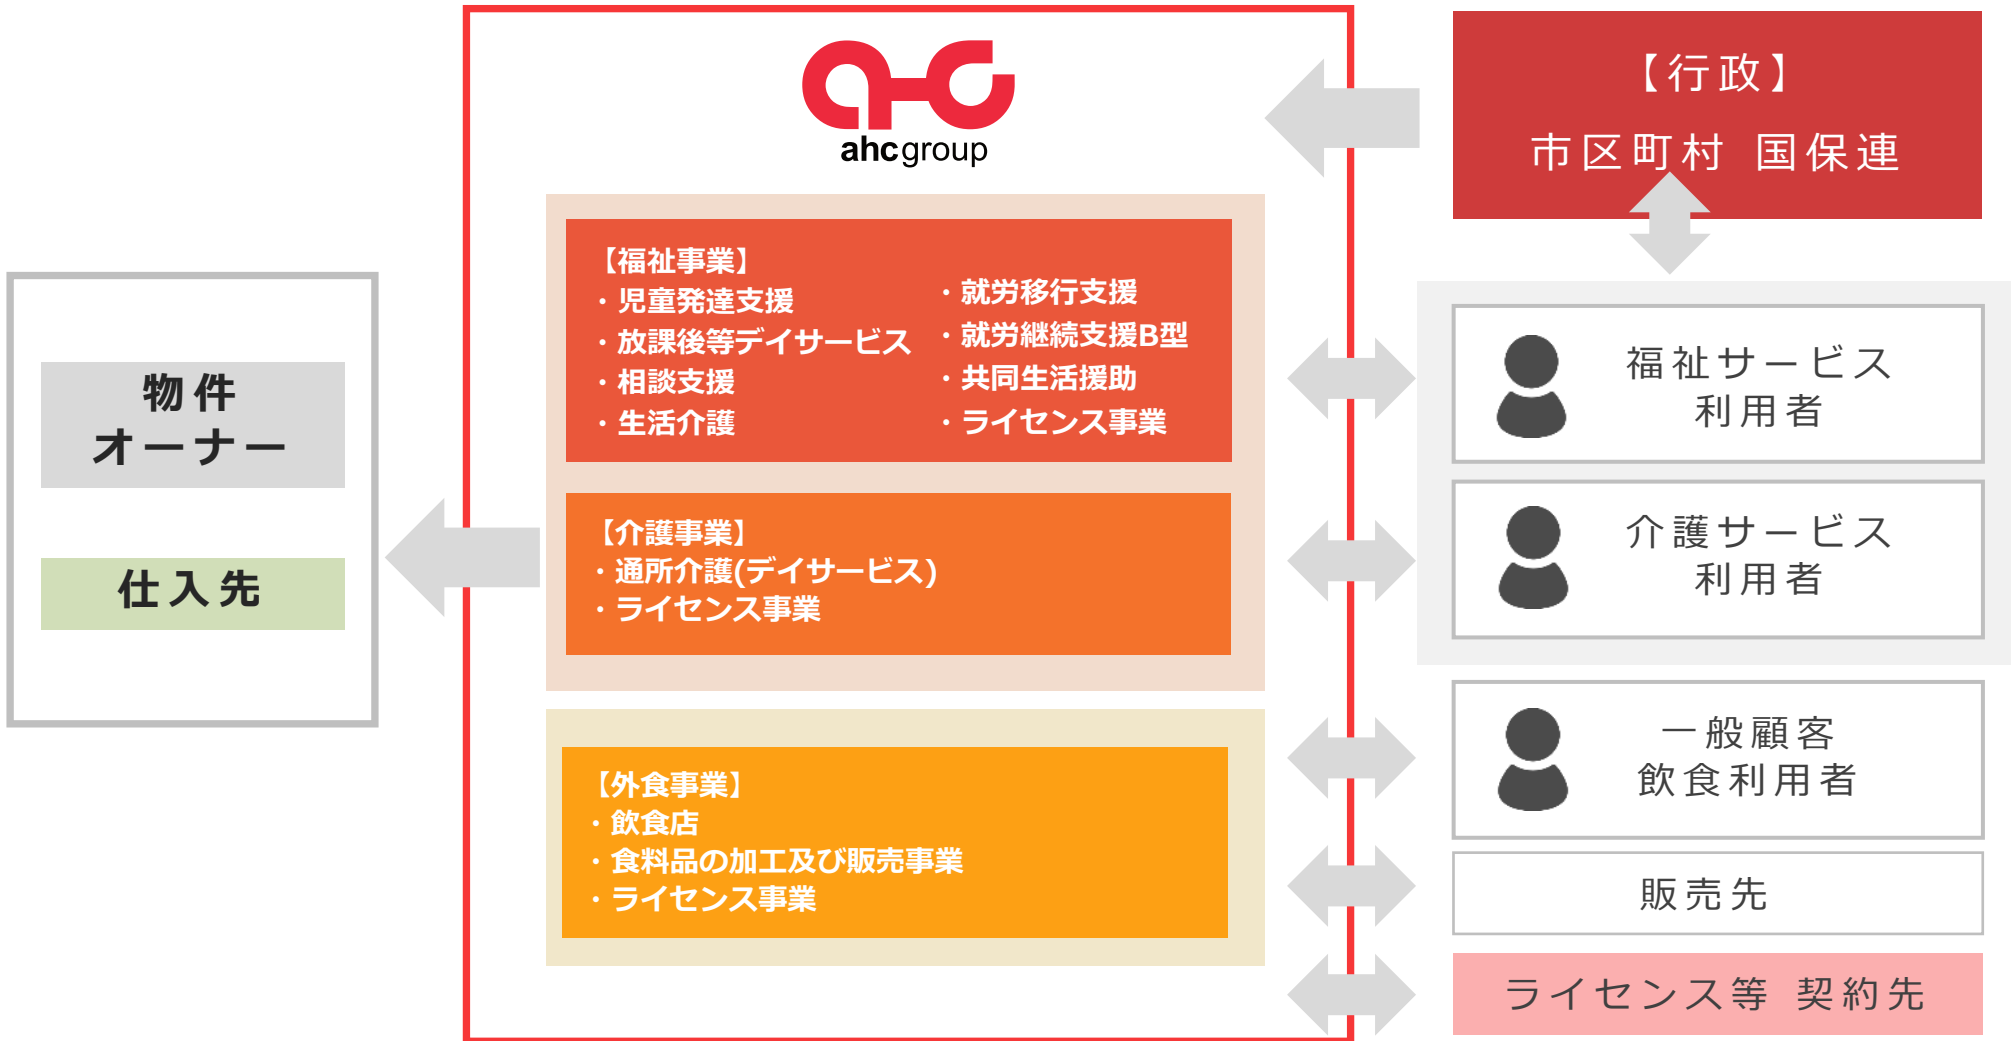 ahcgroup
【行政】
市区町村 国保連
【福祉事業】
・児童発達支援
・放課後等デイサービス
・相談支援
・生活介護
・就労移行支援
・就労継続支援B型
・共同生活援助
・ライセンス事業
【介護事業】
・通所介護(デイサービス)
・ライセンス事業
【外食事業】
・飲食店
・食料品の加工及び販売事業
・ライセンス事業
物件
オーナー
仕入先
福祉サービス
利用者
介護サービス
利用者
一般顧客
飲食利用者
販売先
ライセンス等 契約先